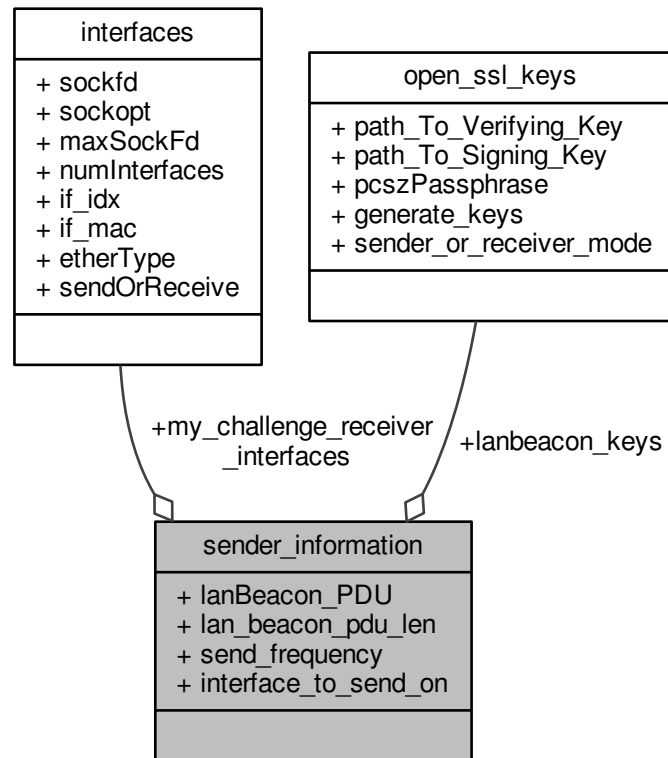 interfaces
+ sockfd
+ sockopt
+ maxSockFd
+ numInterfaces
+ if_idx
+ if_mac
+ etherType
+ sendOrReceive
open_ssl_keys
+ path_To_Verifying_Key
+ path_To_Signing_Key
+ pcszPassphrase
+ generate_keys
+ sender_or_receiver_mode
+my_challenge_receiver
_interfaces
+lanbeacon_keys
sender_information
+ lanBeacon_PDU
+ lan_beacon_pdu_len
+ send_frequency
+ interface_to_send_on